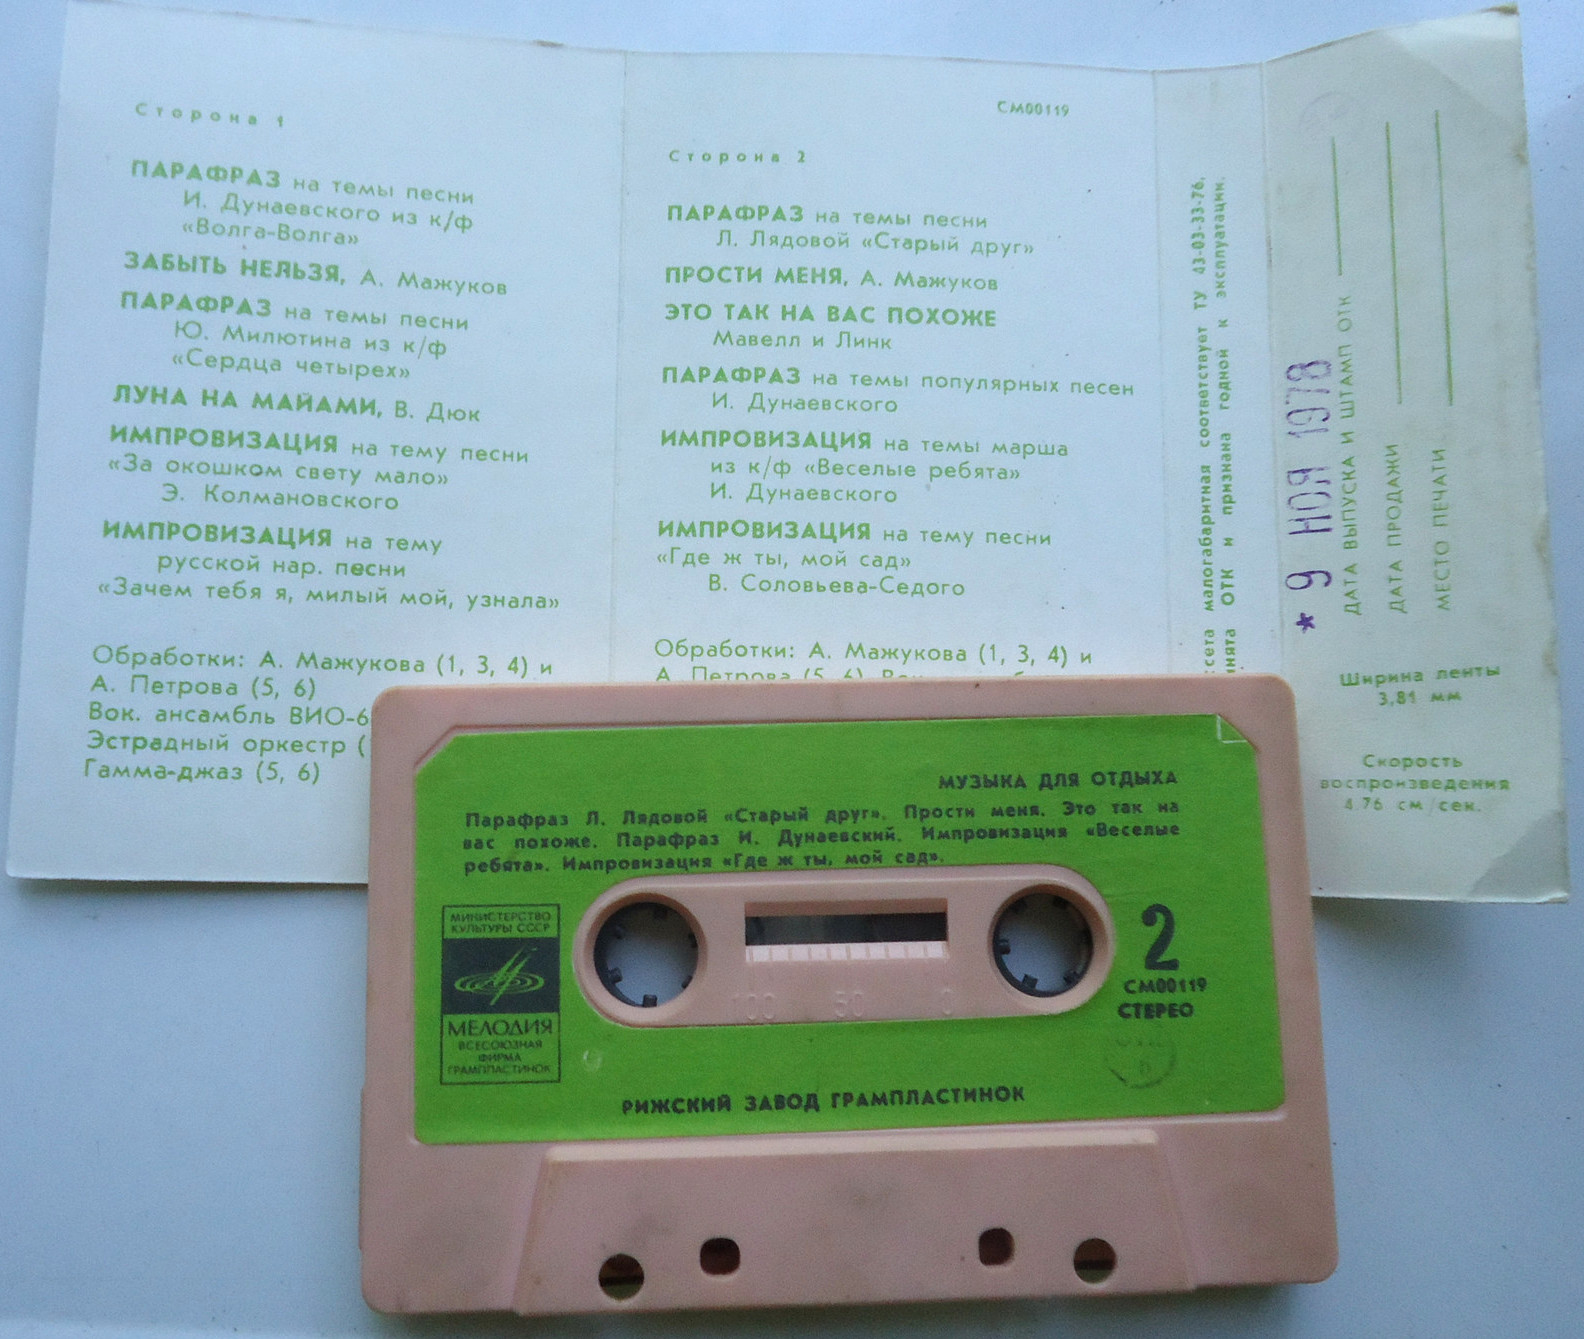 Сторона 1
ПАРАФРАЗ на темы песни
И. Дунаевского из к/ф
«Волга-Волга»
ЗАБЫТЬ НЕЛЬЗЯ, А. Мажуков
ПАРАФРАЗ на темы песни
Ю. Милютина из к/ф
«Сердца четырех»
ЛУНА НА МАЙАМИ, В. Дюк
ИМПРОВИЗАЦИЯ на тему песни
«За окошком свету мало»
Э. Колмановского
ИМПРОВИЗАЦИЯ на тему
русской нар. песни
«Зачем тебя я, милый мой, узнала»
Обработки: А. Мажукова (1, 3, 4) и
А. Петрова (5, 6)
Вок. ансамбль ВИО-6
Эстрадный оркестр (
Гамма-джаз (5, 6)
СМ00119
Сторона 2
ПАРАФРАЗ на темы песни
Л. Лядовой «Старый друг»
ПРОСТИ МЕНЯ, А. Мажуков
ЭТО ТАК НА ВАС ПОХОЖЕ
Мавелл и Линк
ПАРАФРАЗ на темы популярных песен
И. Дунаевского
ИМПРОВИЗАЦИЯ на темы марша
из к/ф «Веселые ребята»
И. Дунаевского
ИМПРОВИЗАЦИЯ на тему песни
«Где ж ты, мой сад»
В. Соловьева-Седого
Обработки: А. Мажукова (1, 3, 4) и
А. Петрова (5, 6)
малогабаритная соответствует ТУ 43-03-33-76,
ОТК и признана годной к эксплуатации.
* 9 НОЯ 1978
ДАТА ВЫПУСКА И ШТАМП ОТК
ДАТА ПРОДАЖИ
МЕСТО ПЕЧАТИ
Ширина ленты
3,81 мм
Скорость
воспроизведения
4,76 см/сек.
МУЗЫКА ДЛЯ ОТДЫХА
Парафраз Л. Лядовой «Старый друг». Прости меня. Это так на
вас похоже. Парафраз И. Дунаевский. Импровизация «Веселые
ребята». Импровизация «Где ж ты, мой сад».
МИНИСТЕРСТВО
КУЛЬТУРЫ СССР
МЕЛОДИЯ
ВСЕСОЮЗНАЯ
ФИРМА
ГРАМПЛАСТИНОК
100 50 0
2
СМ00119
СТЕРЕО
РИЖСКИЙ ЗАВОД ГРАМПЛАСТИНОК